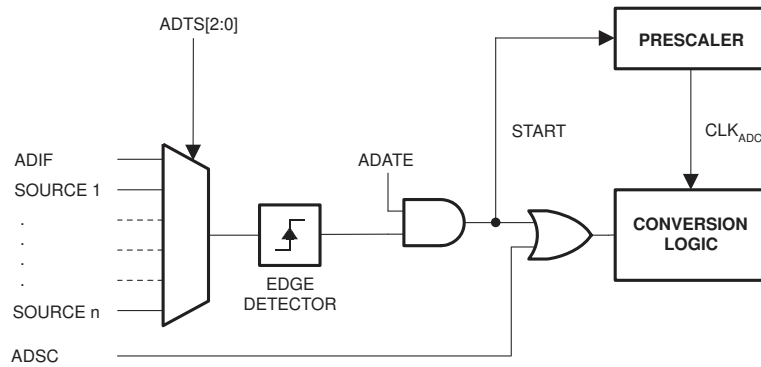 ADTS[2:0]
PRESCALER
START
CLKADC
ADIF
ADATE
SOURCE 1
.
.
.
.
CONVERSION
LOGIC
EDGE
DETECTOR
SOURCE n
ADSC